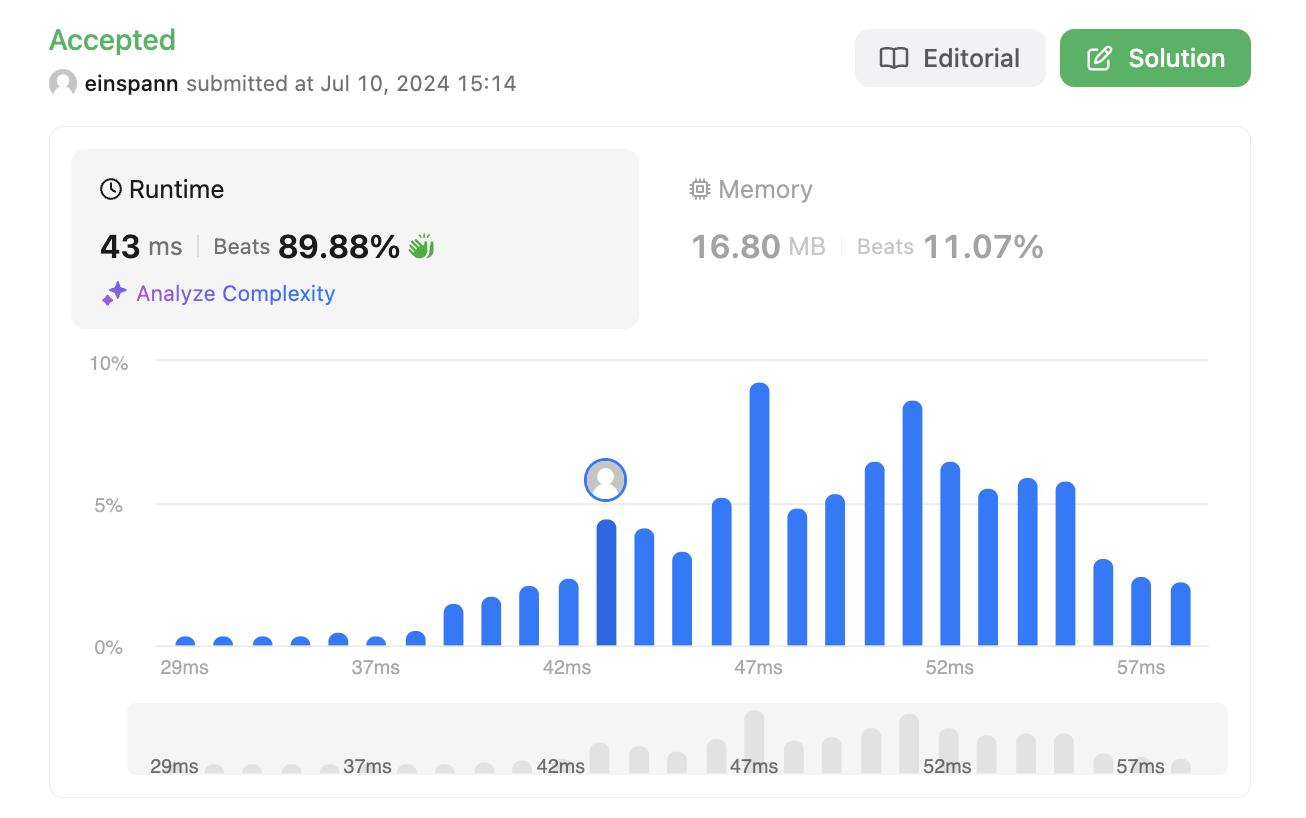 Accepted
einspann submitted at Jul 10, 2024 15:14
Editorial
Solution
Runtime
43 ms Beats 89.88%
Analyze Complexity
Memory
16.80 MB Beats 11.07%
10%
5%
0%
29ms 37ms 42ms 47ms 52ms 57ms
29ms 37ms 42ms 47ms 52ms 57ms